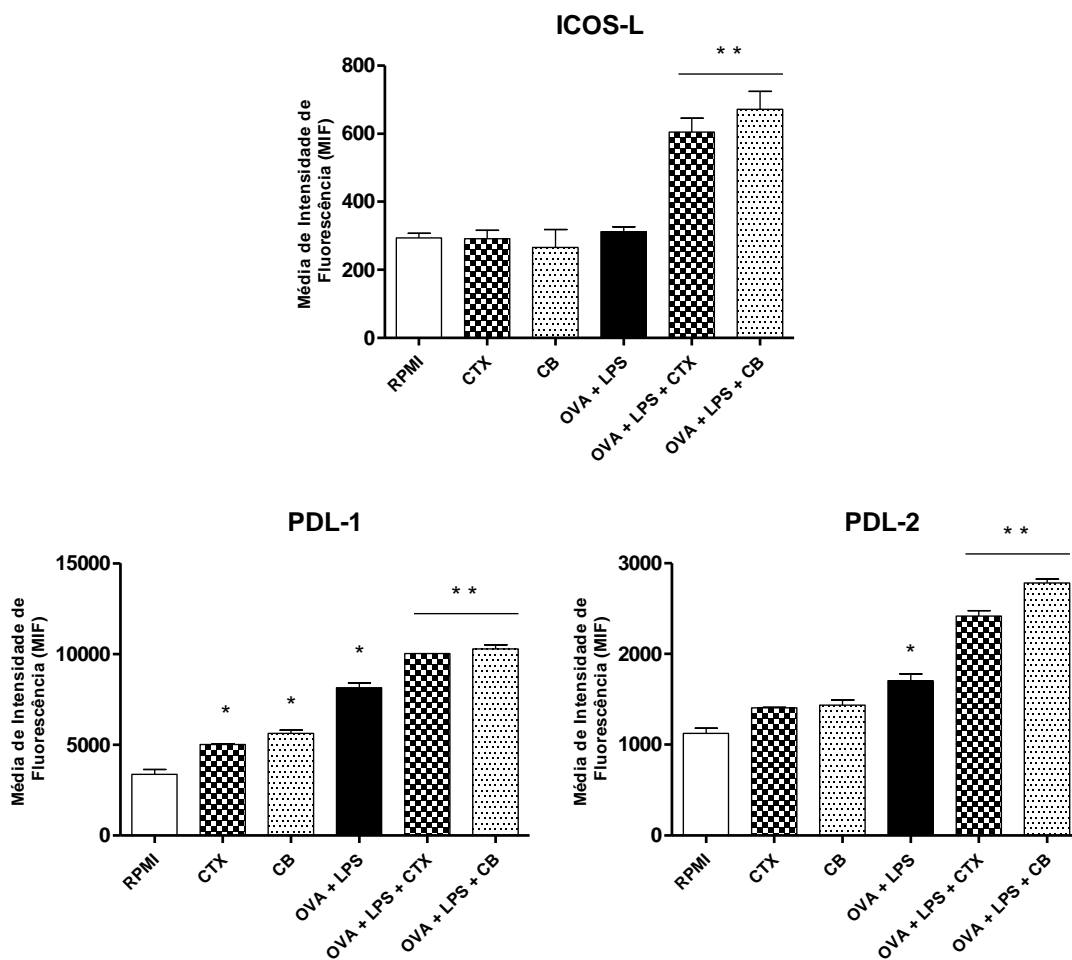 ICOS-L
* *
Média de Intensidade de
Fluorescência (MIF)
800
600
400
200
0
RPMI
CTX
CB
OVA + LPS
OVA + LPS + CTX
OVA + LPS + CB
PDL-1
Média de Intensidade de
Fluorescência (MIF)
15000
10000
5000
0
*
*
*
* *
RPMI
CTX
CB
OVA + LPS
OVA + LPS + CTX
OVA + LPS + CB
PDL-2
Média de Intensidade de
Fluorescência (MIF)
3000
2000
1000
0
*
* *
RPMI
CTX
CB
OVA + LPS
OVA + LPS + CTX
OVA + LPS + CB